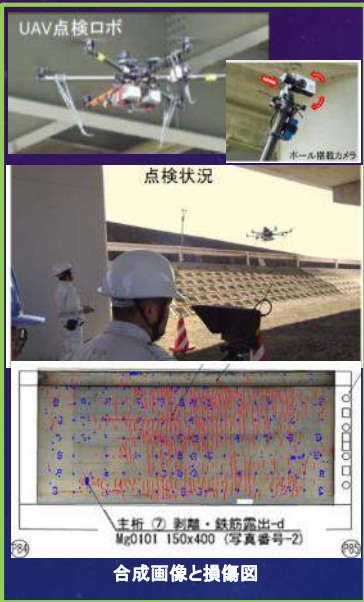 UAV点検ロボ
ポール搭載カメラ
点検状況
主桁 ⑦ 剥離・鉄筋露出-d
Mg0101 150x400 (写真番号-2)
P84
P85
合成画像と損傷図